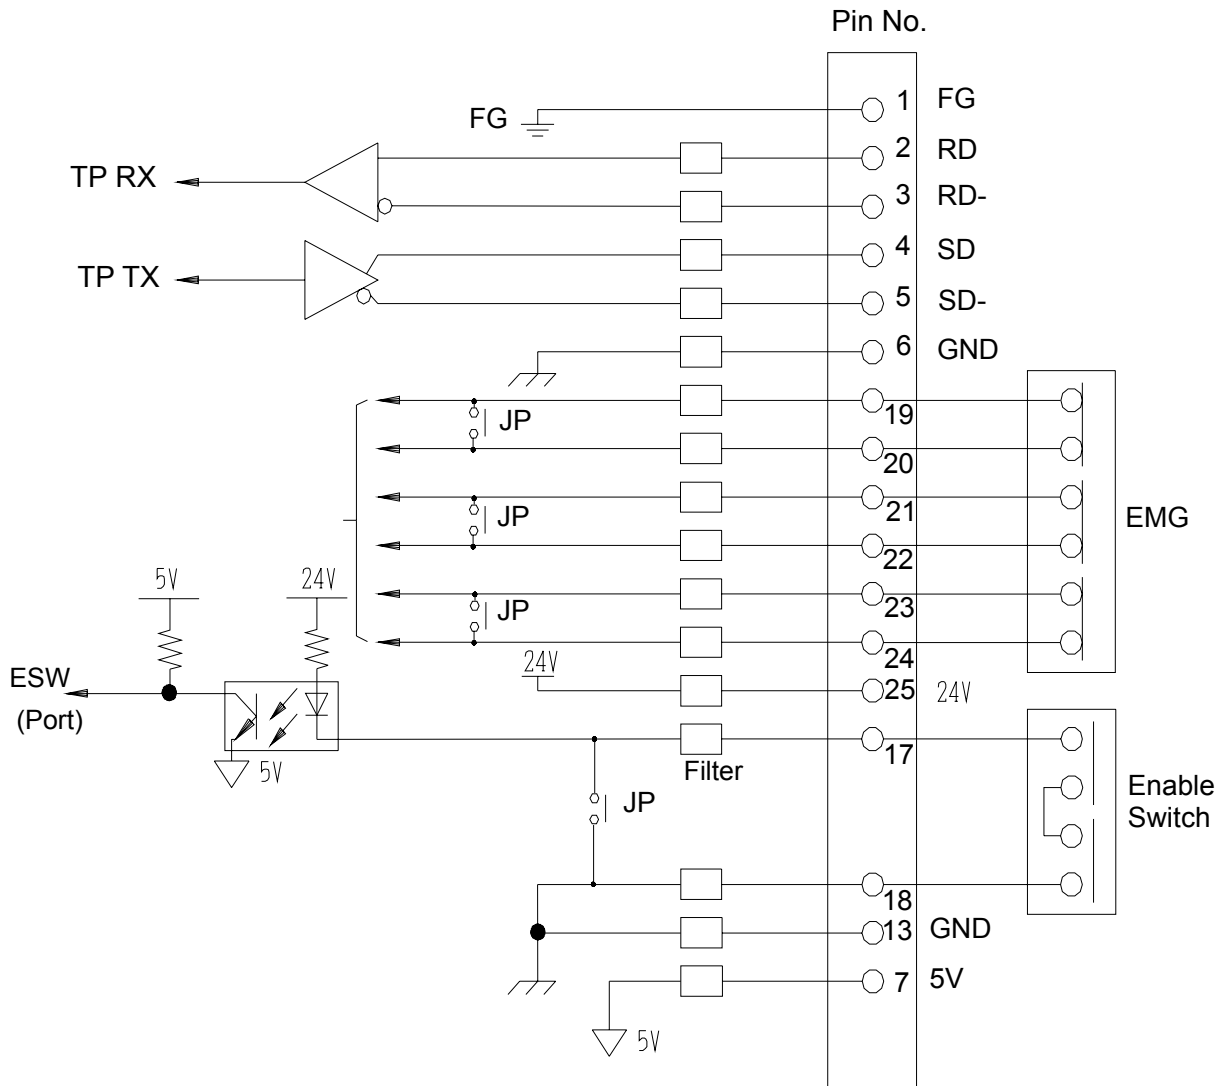 Pin No.
1 FG
FG
2 RD
TP RX
3 RD-
4 SD
TP TX
5 SD-
6 GND
19
JP
20
21
JP
EMG
22
5V 24V
23
JP
24
24V
25 24V
ESW
(Port)
17
5V
Filter
Enable
Switch
JP
18
13 GND
7 5V
5V